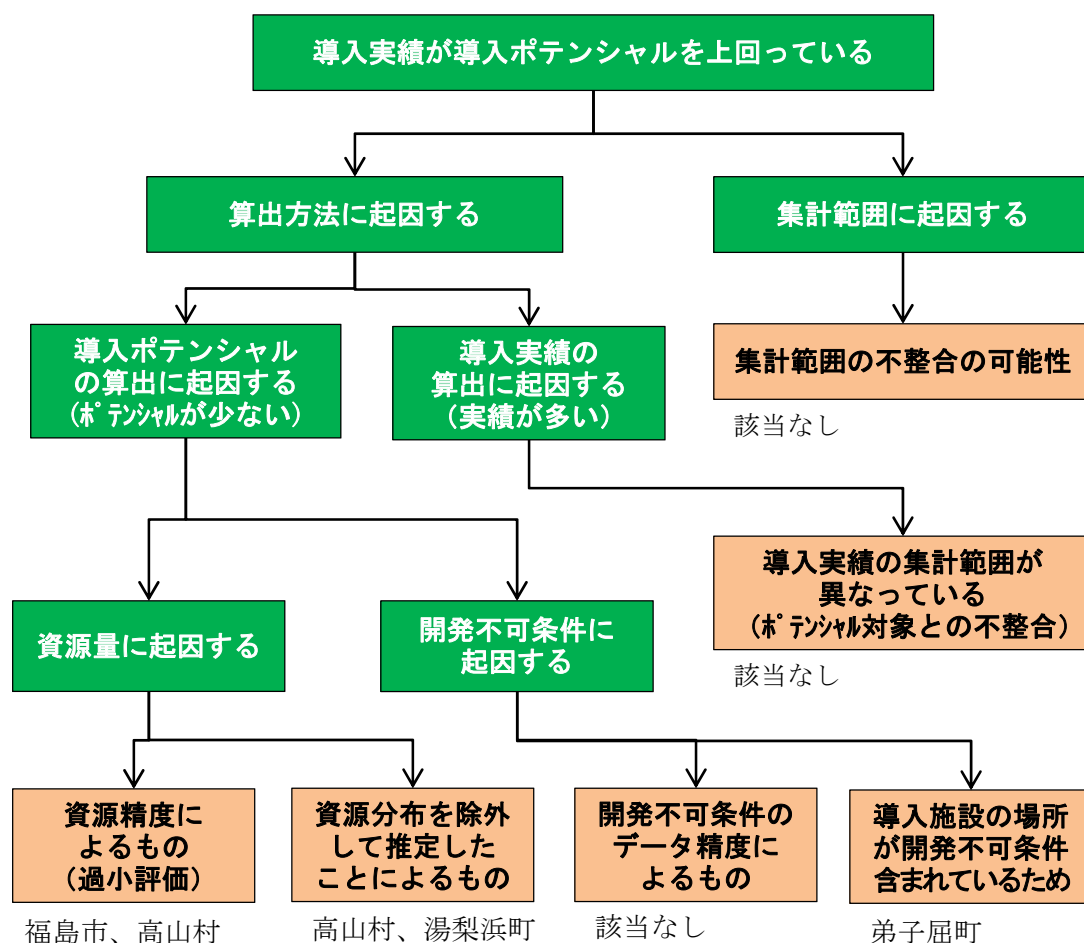 導入実績が導入ポテンシャルを上回っている
算出方法に起因する
集計範囲に起因する
導入ポテンシャル
の算出に起因する
(ﾎﾟﾃﾝｼｬﾙが少ない)
導入実績の
算出に起因する
(実績が多い)
集計範囲の不整合の可能性
該当なし
導入実績の集計範囲が
異なっている
(ﾎﾟﾃﾝｼｬﾙ対象との不整合)
該当なし
資源量に起因する
開発不可条件に
起因する
資源精度に
よるもの
(過小評価)
福島市、高山村
資源分布を除外
して推定した
ことによるもの
高山村、湯梨浜町
開発不可条件の
データ精度に
よるもの
該当なし
導入施設の場所
が開発不可条件
含まれているため
弟子屈町